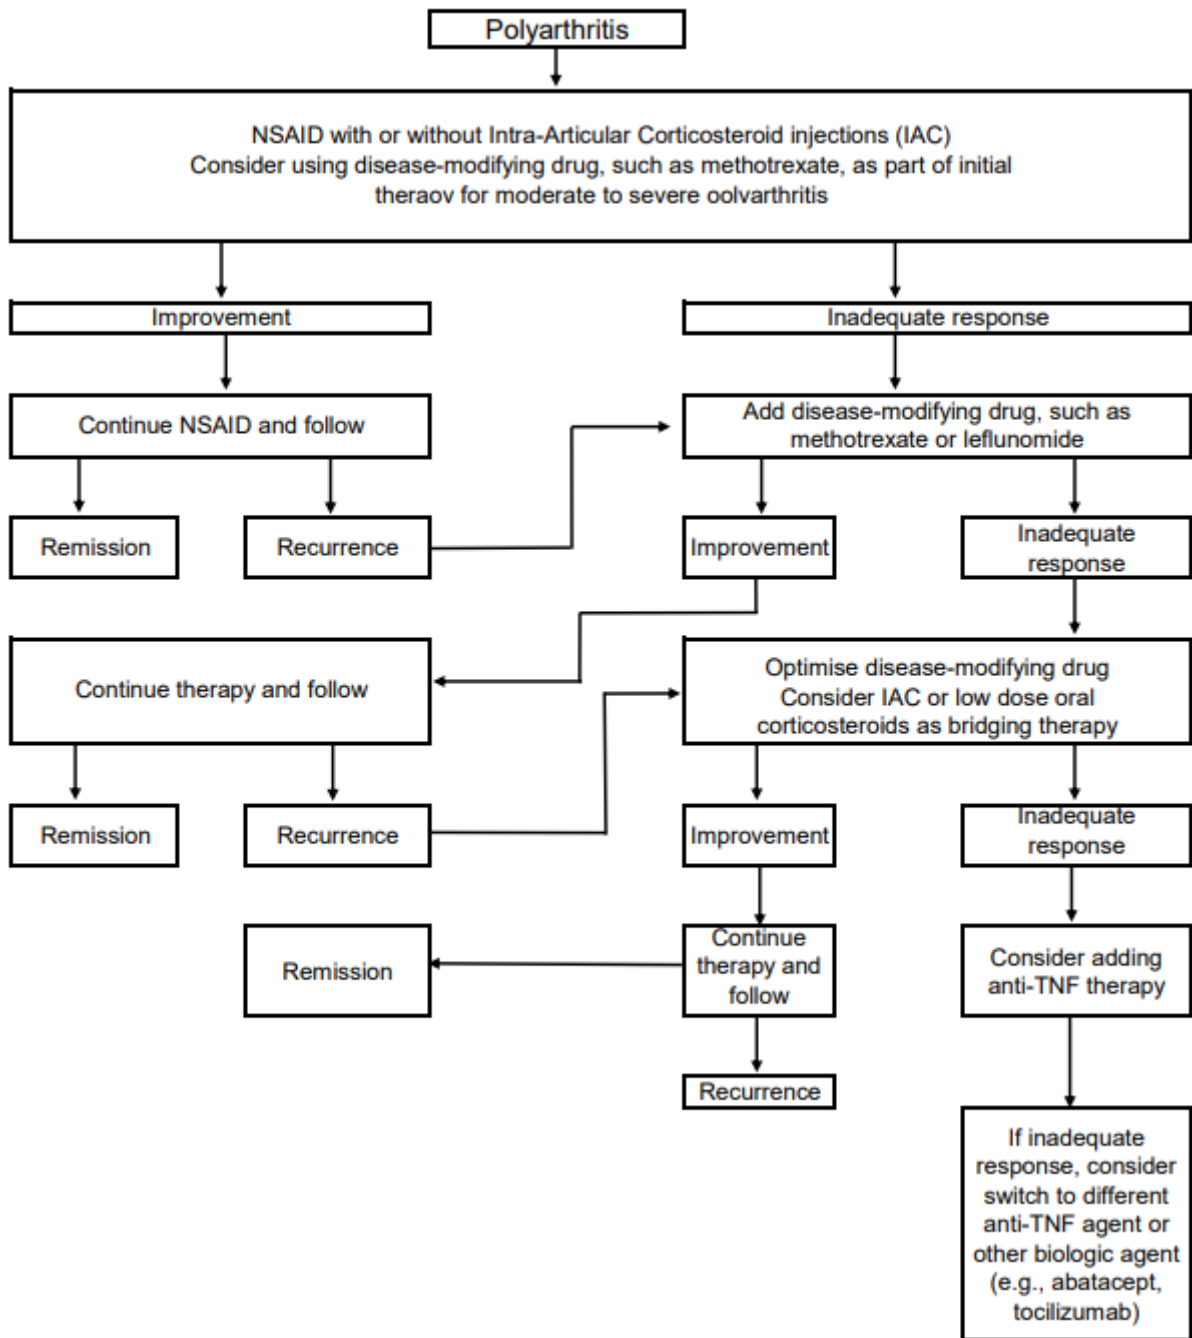 Polyarthritis
NSAID with or without Intra-Articular Corticosteroid injections (IAC)
Consider using disease-modifying drug, such as methotrexate, as part of initial
theraov for moderate to severe oolvarthritis
Improvement
Inadequate response
Continue NSAID and follow
Add disease-modifying drug, such as
methotrexate or leflunomide
Remission
Recurrence
Improvement
Inadequate
response
Continue therapy and follow
Optimise disease-modifying drug
Consider IAC or low dose oral
corticosteroids as bridging therapy
Remission
Recurrence
Improvement
Inadequate
response
Remission
Continue
therapy and
follow
Consider adding
anti-TNF therapy
Recurrence
If inadequate
response, consider
switch to different
anti-TNF agent or
other biologic agent
(e.g., abatacept,
tocilizumab)